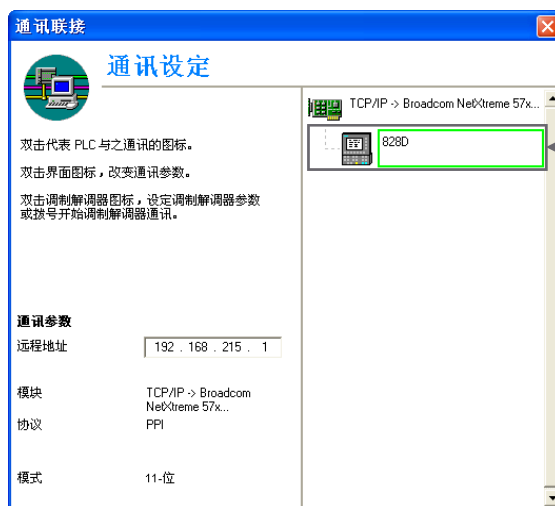 通讯联接
通讯设定
TCP/IP -> Broadcom NetXtreme 57x...
828D
双击代表 PLC 与之通讯的图标。
双击界面图标，改变通讯参数。
双击调制解调器图标，设定调制解调器参数
或拨号开始调制解调器通讯。
通讯参数
远程地址
192 . 168 . 215 . 1
模块
TCP/IP -> Broadcom
NetXtreme 57x...
协议
PPI
模式
11-位